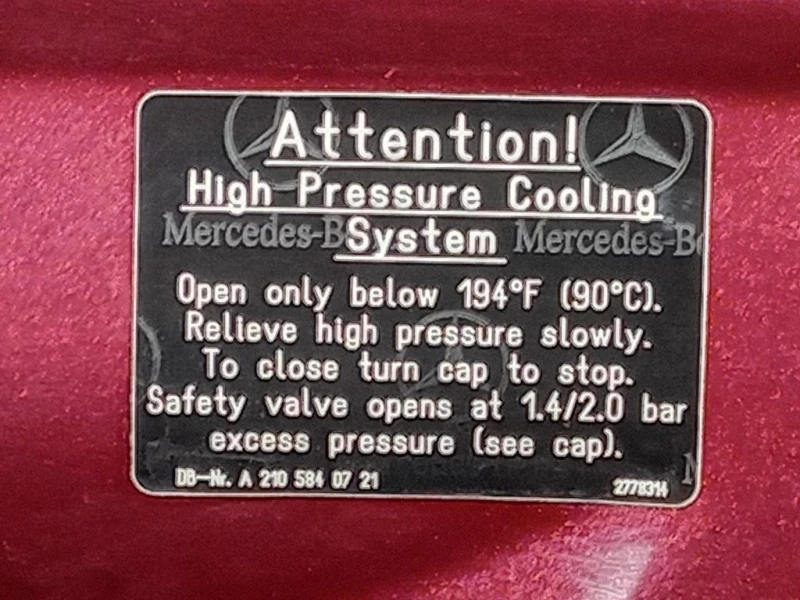 Attention!
High Pressure Cooling
Mercedes-B System Mercedes-Be
Open only below 194°F (90°C).
Relieve high pressure slowly.
To close turn cap to stop.
Safety valve opens at 1.4/2.0 bar
excess pressure (see cap).
DB-Nr. A 210 584 07 21
2778314